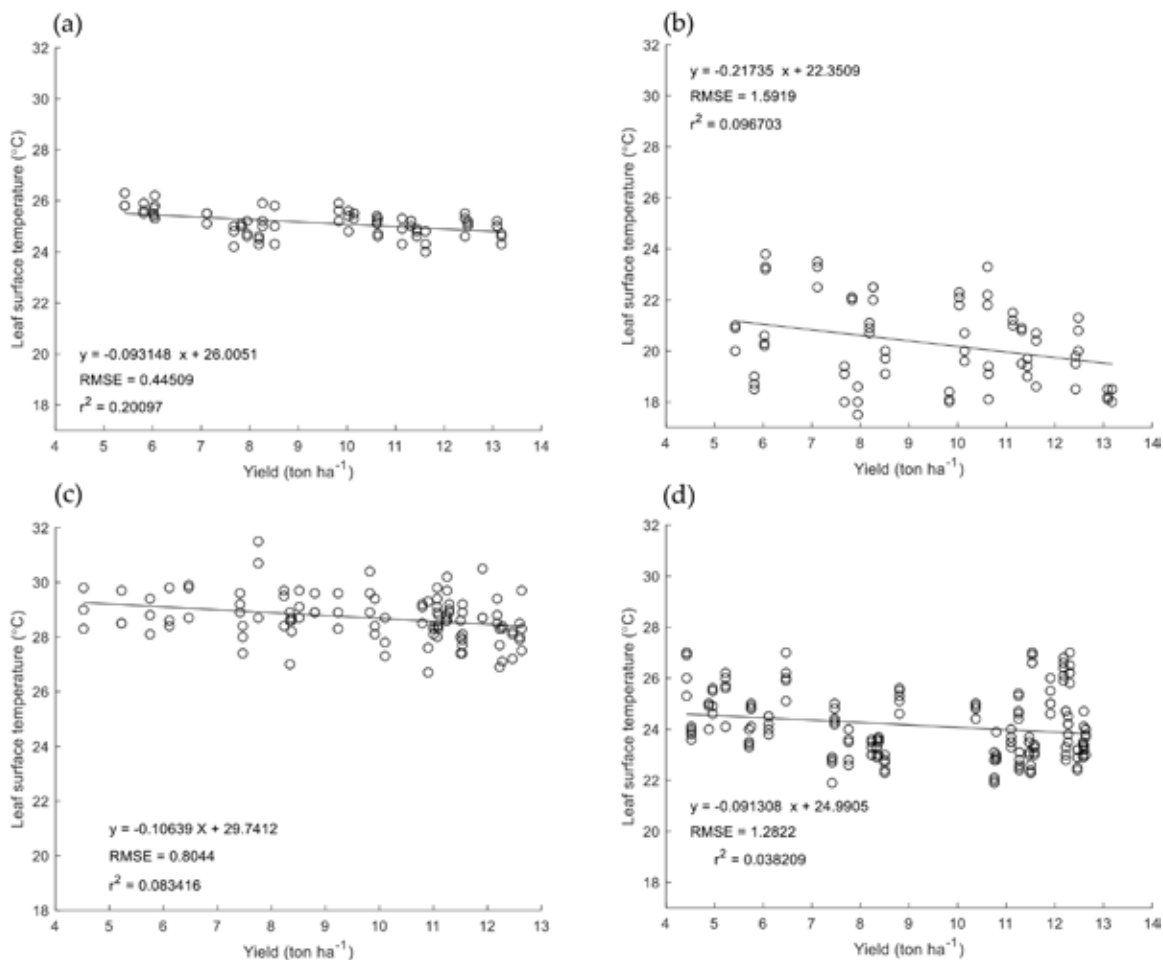 (a)
32
30
28
26
24
22
20
18
Leaf surface temperature (°C)
y = -0.093148 x + 26.0051
RMSE = 0.44509
r² = 0.20097
4 5 6 7 8 9 10 11 12 13 14
Yield (ton ha⁻¹)
(b)
32
30
28
26
24
22
20
18
Leaf surface temperature (°C)
y = -0.21735 x + 22.3509
RMSE = 1.5919
r² = 0.096703
4 5 6 7 8 9 10 11 12 13 14
Yield (ton ha⁻¹)
(c)
32
30
28
26
24
22
20
18
Leaf surface temperature (°C)
y = -0.10639 X + 29.7412
RMSE = 0.8044
r² = 0.083416
4 5 6 7 8 9 10 11 12 13
Yield (ton ha⁻¹)
(d)
32
30
28
26
24
22
20
18
Leaf surface temperature (°C)
y = -0.091308 x + 24.9905
RMSE = 1.2822
r² = 0.038209
4 5 6 7 8 9 10 11 12 13 14
Yield (ton ha⁻¹)